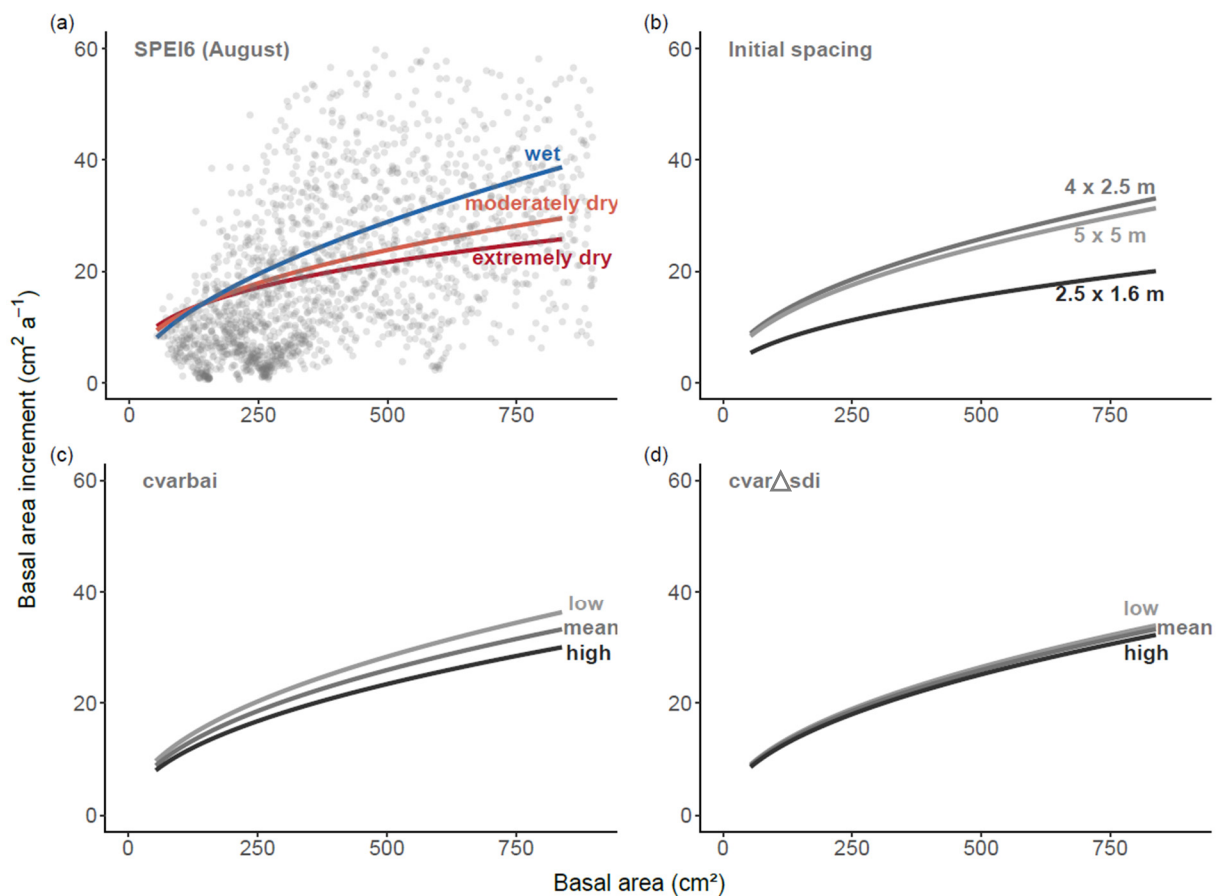 (a)
SPEI6 (August)
60
40
20
0
wet
moderately dry
extremely dry
0 250 500 750
(b)
Initial spacing
60
40
20
0
4 x 2.5 m
5 x 5 m
2.5 x 1.6 m
0 250 500 750
Basal area increment (cm² a⁻¹)
(c)
cvarbai
60
40
20
0
low
mean
high
0 250 500 750
(d)
cvar△sdi
60
40
20
0
low
mean
high
0 250 500 750
Basal area (cm²)